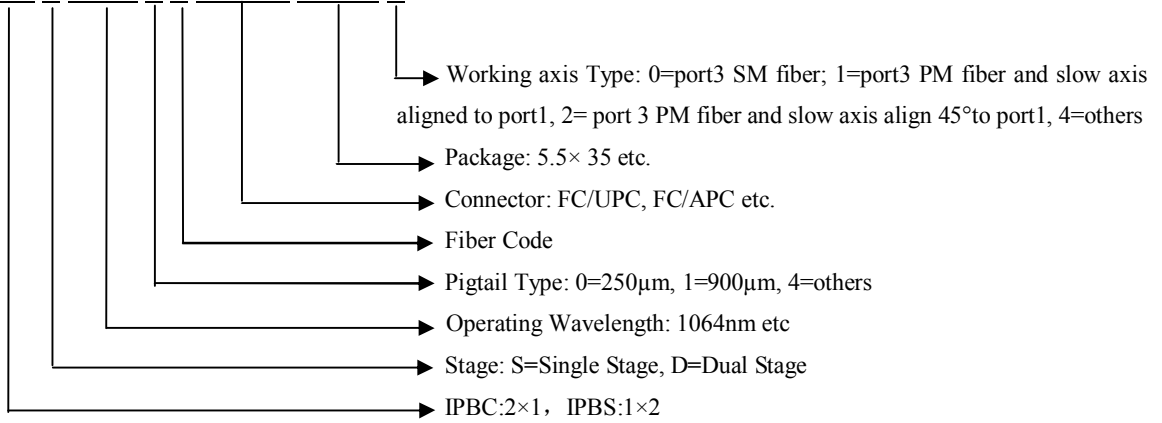 Working axis Type: 0=port3 SM fiber; 1=port3 PM fiber and slow axis
aligned to port1, 2= port 3 PM fiber and slow axis align 45°to port1, 4=others
Package: 5.5× 35 etc.
Connector: FC/UPC, FC/APC etc.
Fiber Code
Pigtail Type: 0=250μm, 1=900μm, 4=others
Operating Wavelength: 1064nm etc
Stage: S=Single Stage, D=Dual Stage
IPBC:2×1，IPBS:1×2